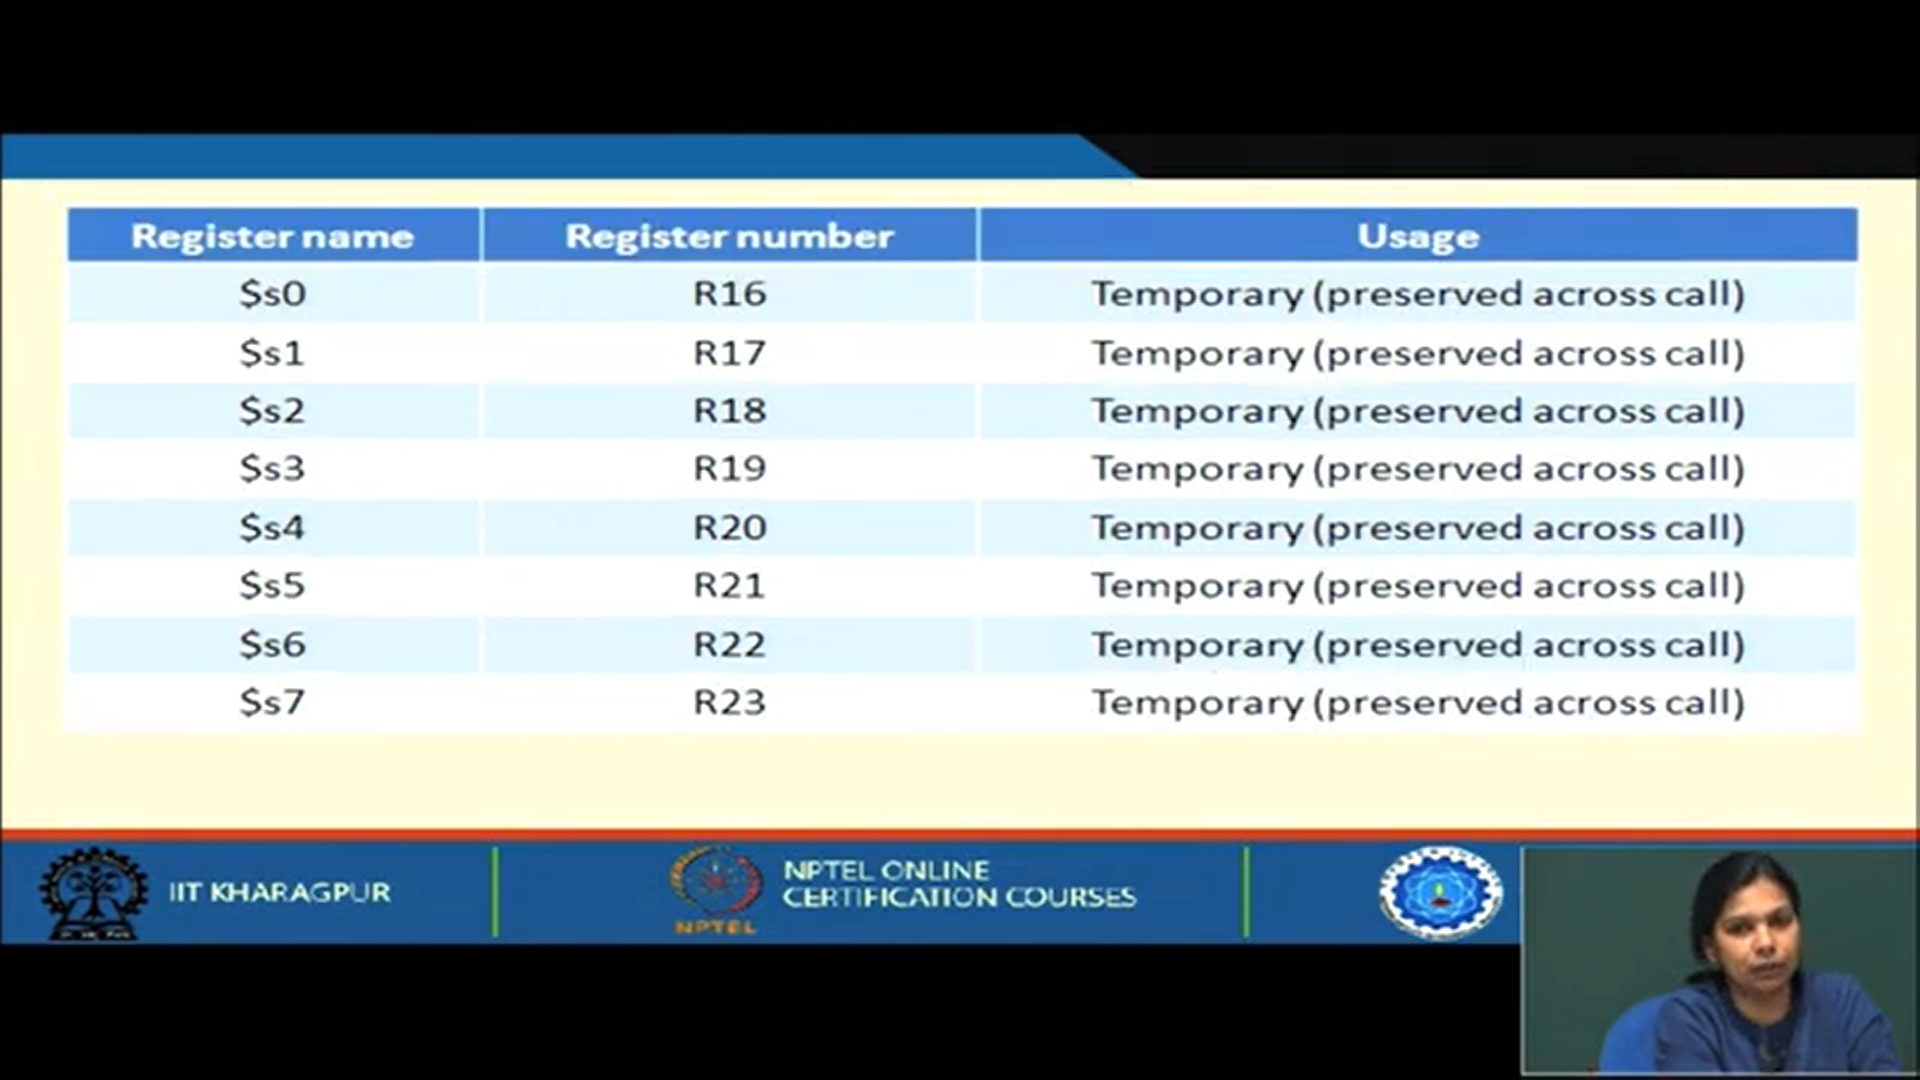 Register name Register number Usage
$s0 R16 Temporary (preserved across call)
$s1 R17 Temporary (preserved across call)
$s2 R18 Temporary (preserved across call)
$s3 R19 Temporary (preserved across call)
$s4 R20 Temporary (preserved across call)
$s5 R21 Temporary (preserved across call)
$s6 R22 Temporary (preserved across call)
$s7 R23 Temporary (preserved across call)
IIT KHARAGPUR
NPTEL ONLINE
CERTIFICATION COURSES
NPTEL